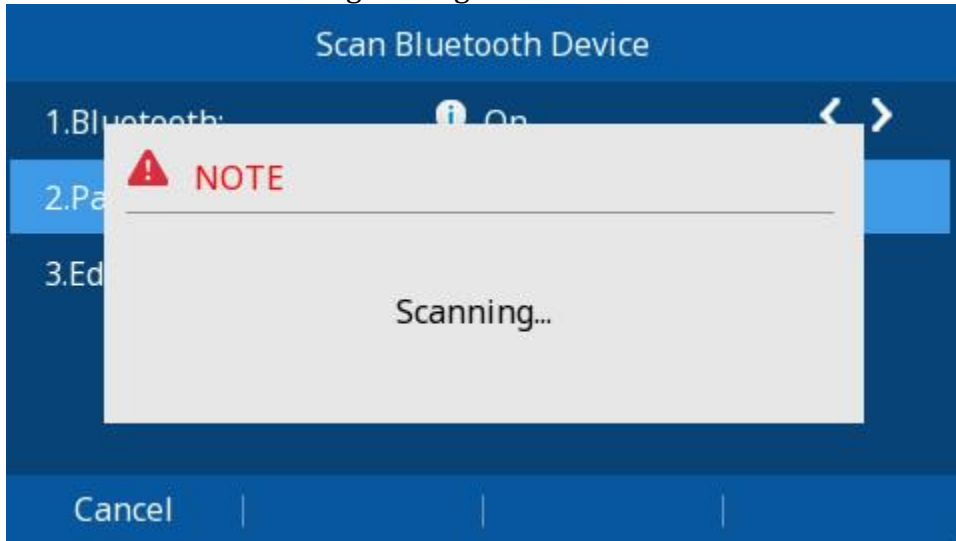 Scan Bluetooth Device
1.Bluetooth: On
NOTE
2.Pa
3.Ed
Scanning...
Cancel